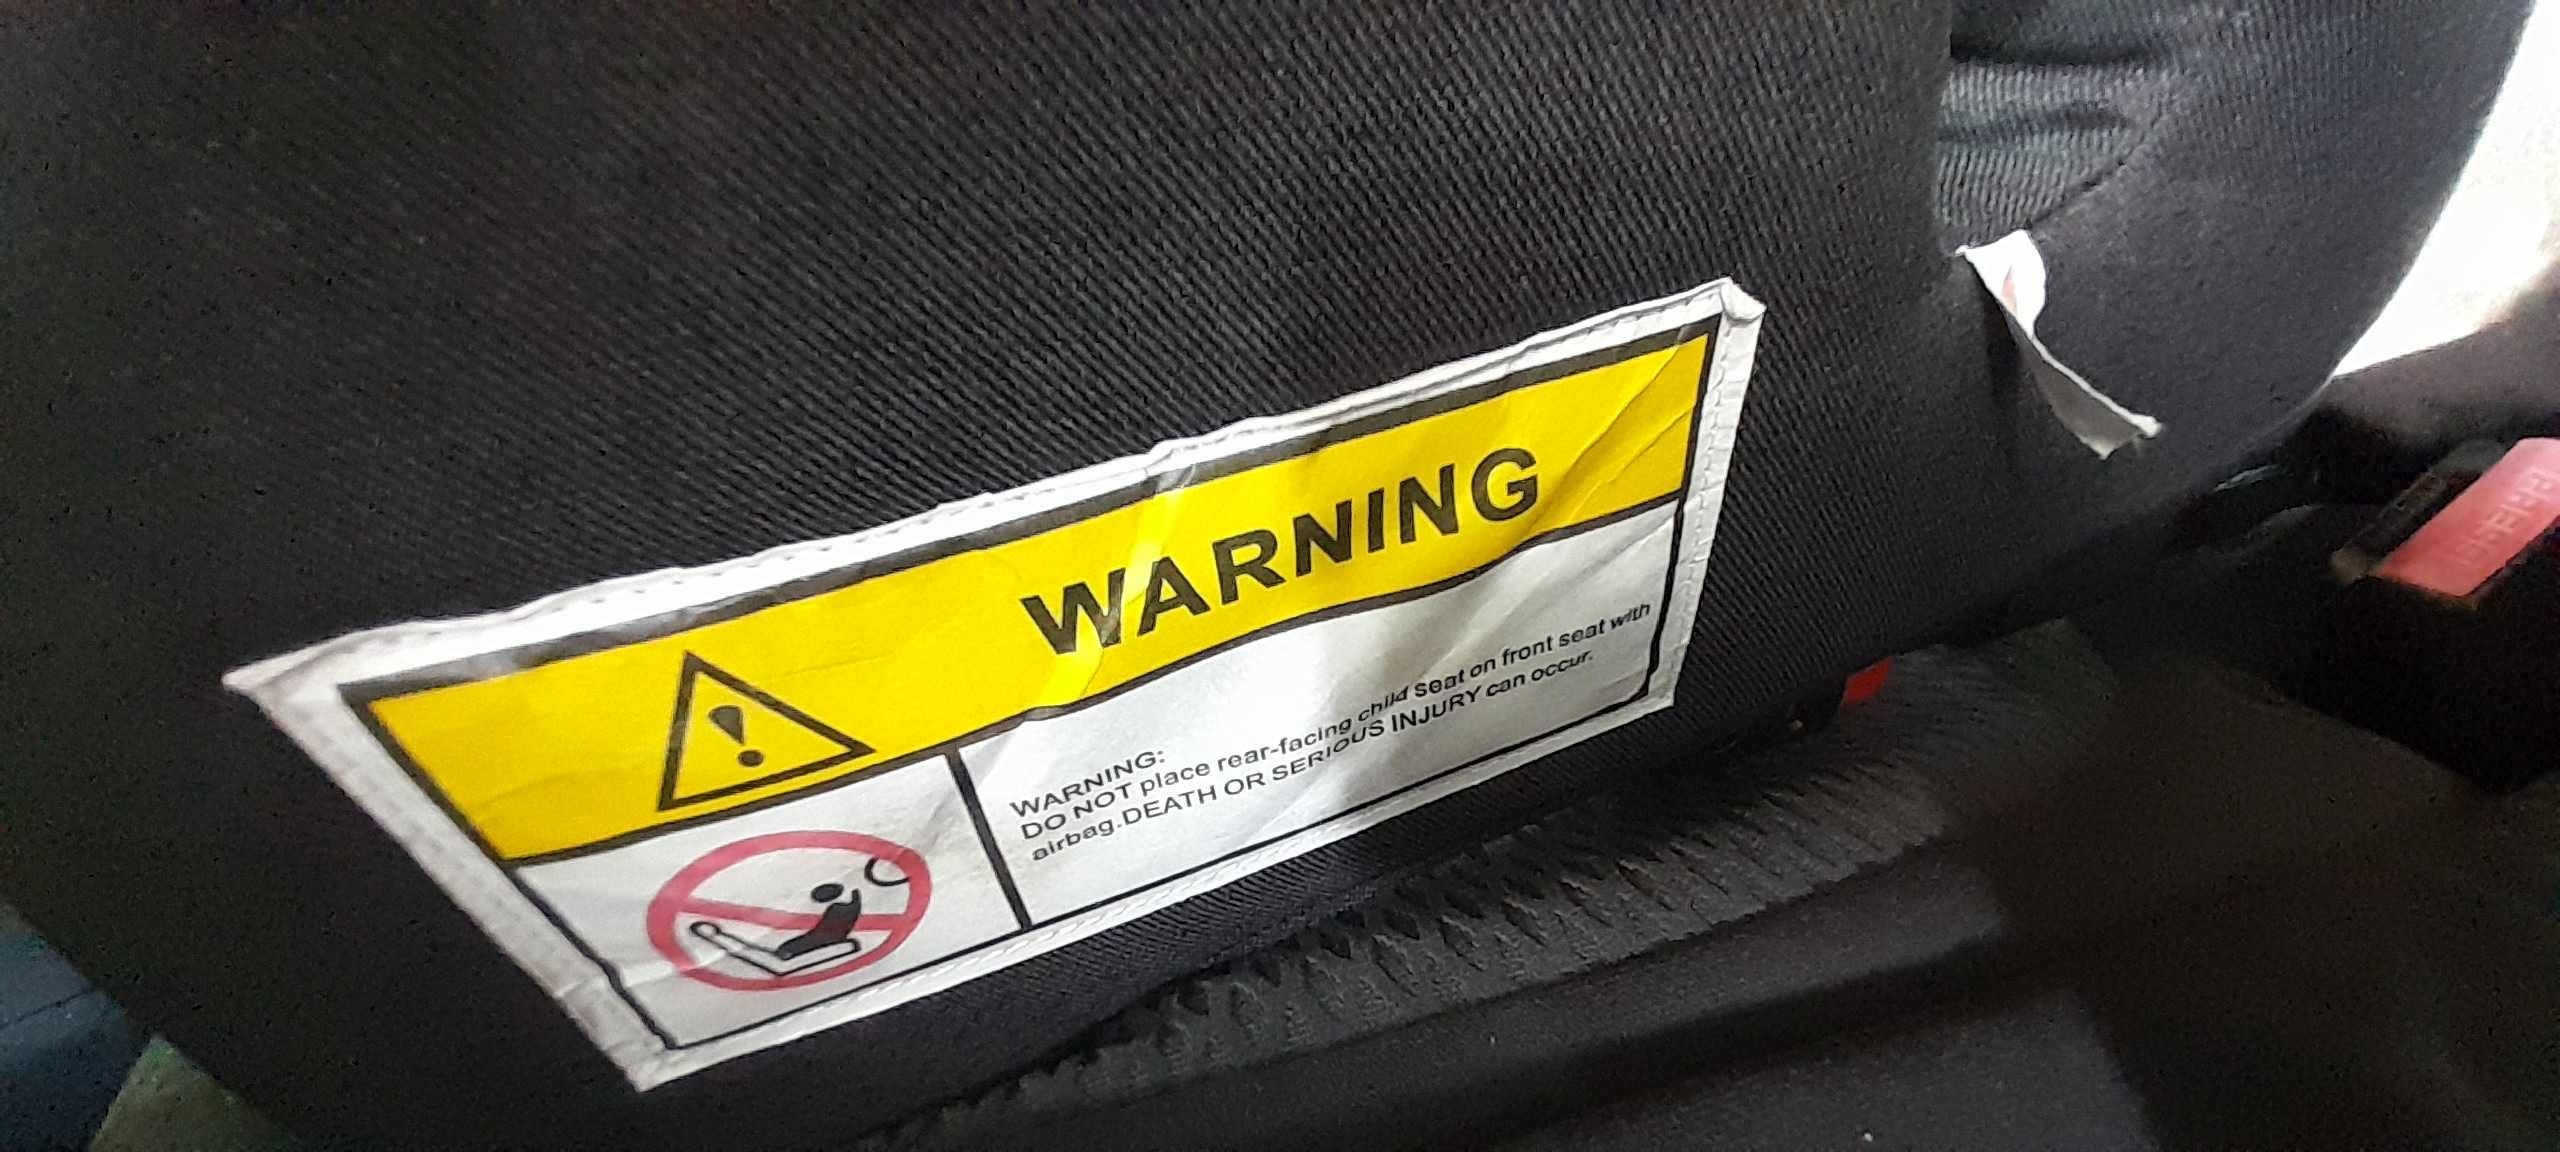 WARNING
WARNING:
DO NOT place rear-facing child seat on front seat with
airbag.DEATH OR SERIOUS INJURY can occur.
PRESS